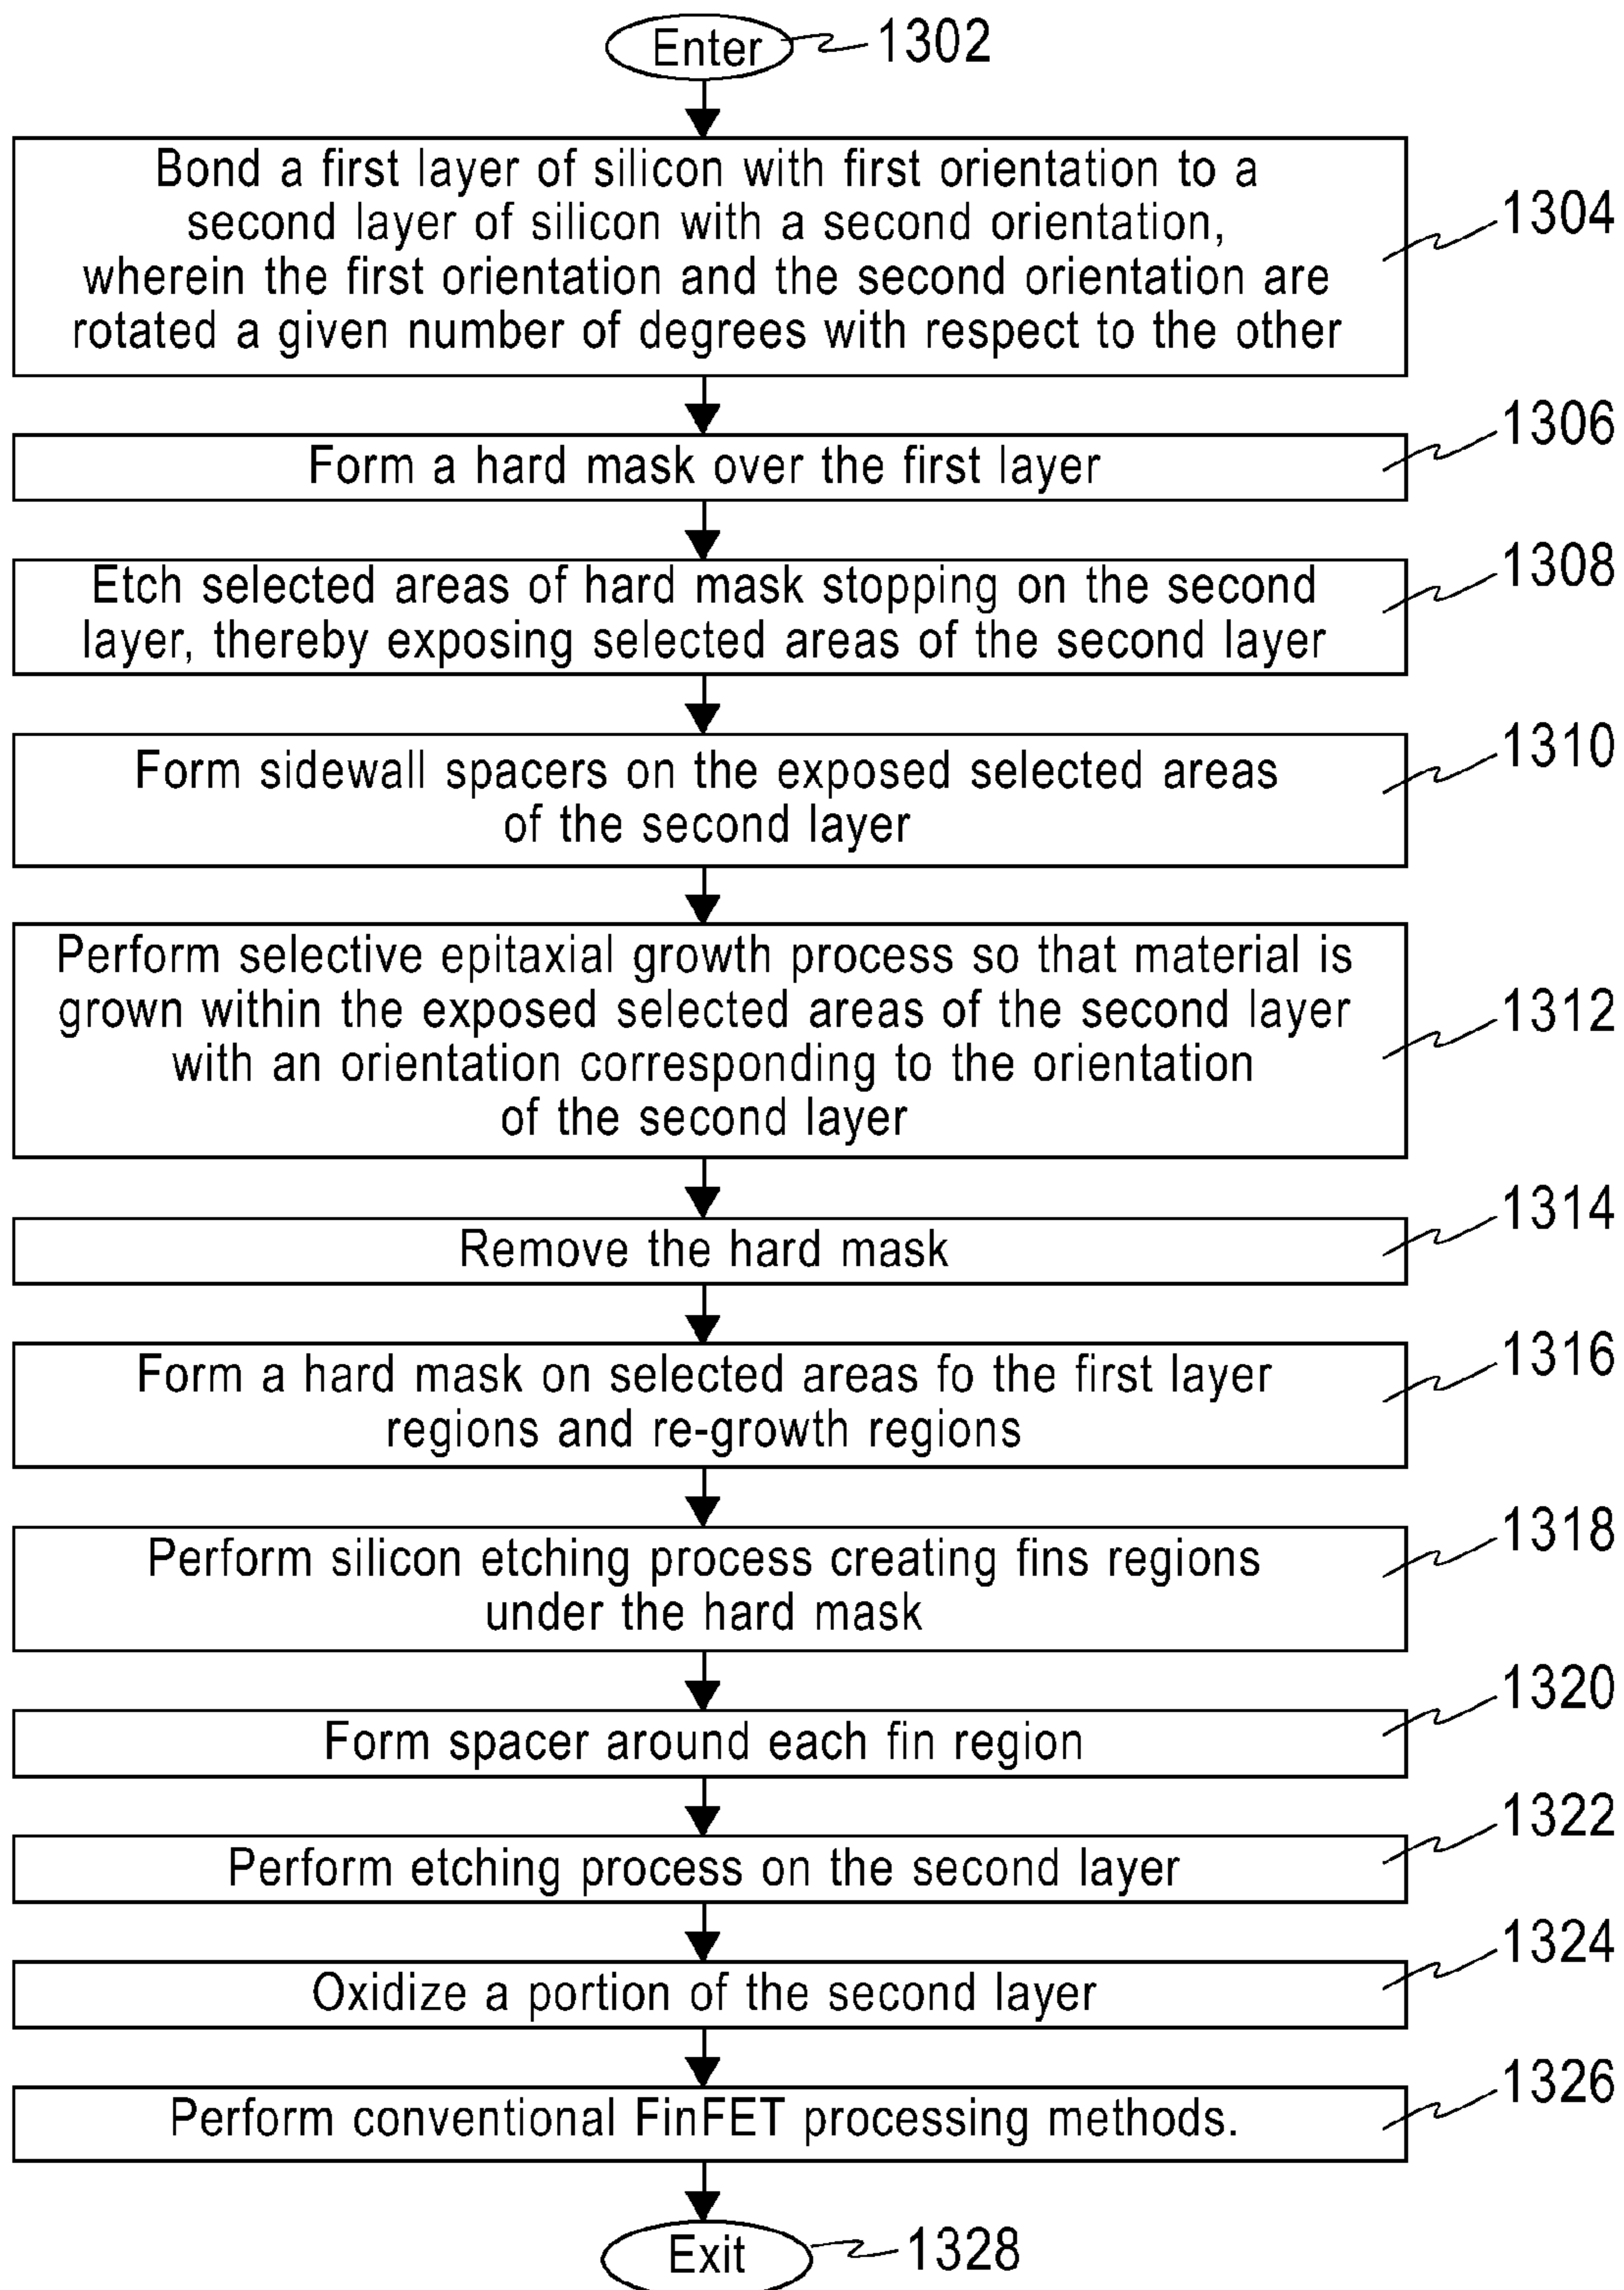 Enter
1302
Bond a first layer of silicon with first orientation to a
second layer of silicon with a second orientation,
wherein the first orientation and the second orientation are
rotated a given number of degrees with respect to the other
1304
Form a hard mask over the first layer
1306
Etch selected areas of hard mask stopping on the second
layer, thereby exposing selected areas of the second layer
1308
Form sidewall spacers on the exposed selected areas
of the second layer
1310
Perform selective epitaxial growth process so that material is
grown within the exposed selected areas of the second layer
with an orientation corresponding to the orientation
of the second layer
1312
Remove the hard mask
1314
Form a hard mask on selected areas fo the first layer
regions and re-growth regions
1316
Perform silicon etching process creating fins regions
under the hard mask
1318
Form spacer around each fin region
1320
Perform etching process on the second layer
1322
Oxidize a portion of the second layer
1324
Perform conventional FinFET processing methods.
1326
Exit
1328